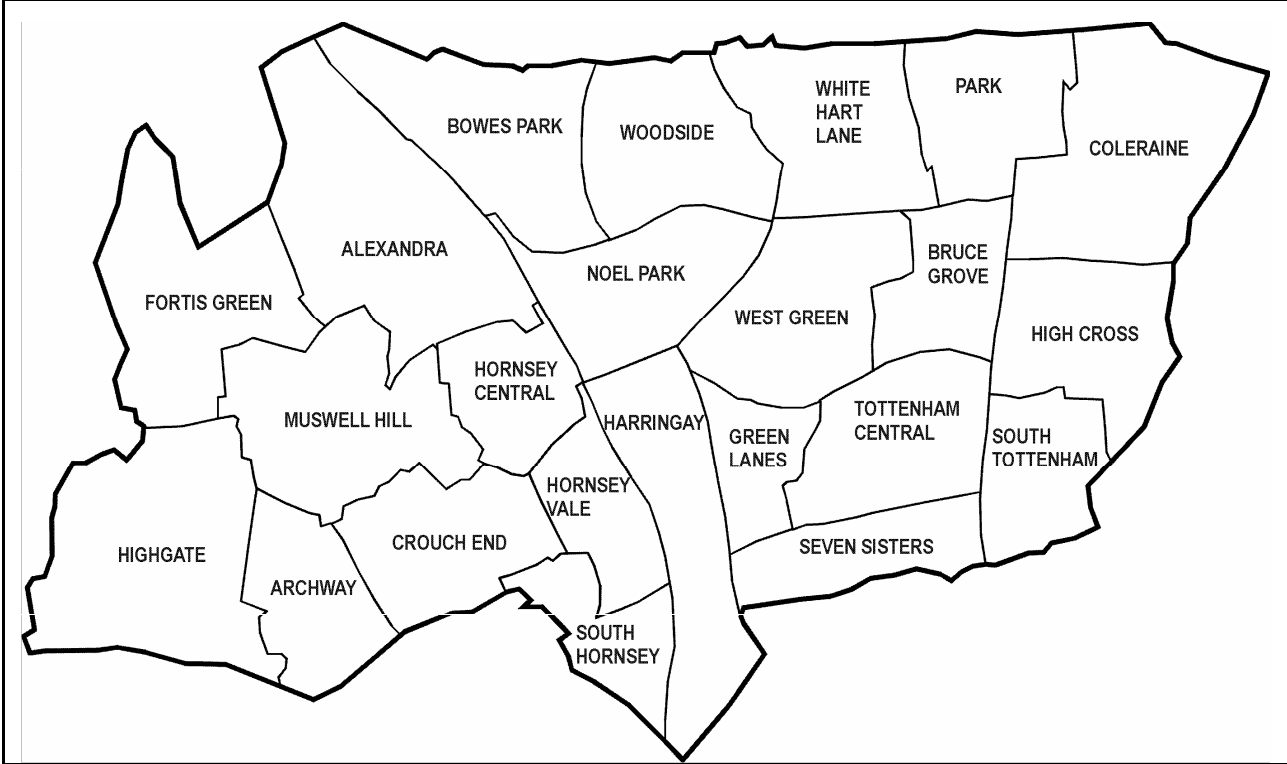 WHITE
HART
LANE
PARK
BOWES PARK
WOODSIDE
COLERAINE
ALEXANDRA
BRUCE
GROVE
NOEL PARK
FORTIS GREEN
WEST GREEN
HIGH CROSS
HORNSEY
CENTRAL
MUSWELL HILL
HARRINGAY
TOTTENHAM
CENTRAL
GREEN
LANES
SOUTH
TOTTENHAM
HORNSEY
VALE
CROUCH END
SEVEN SISTERS
HIGHGATE
ARCHWAY
SOUTH
HORNSEY